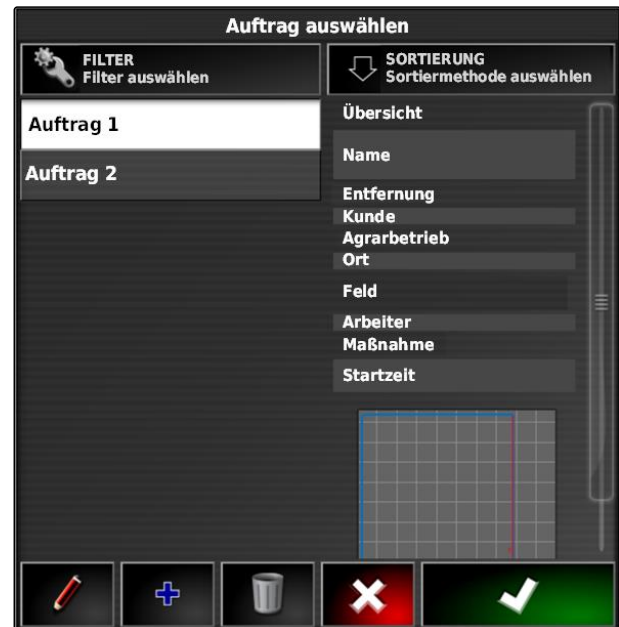 Auftrag auswählen
FILTER
Filter auswählen
SORTIERUNG
Sortiermethode auswählen
Auftrag 1
Auftrag 2
Übersicht
Name
Entfernung
Kunde
Agrarbetrieb
Ort
Feld
Arbeiter
Maßnahme
Startzeit